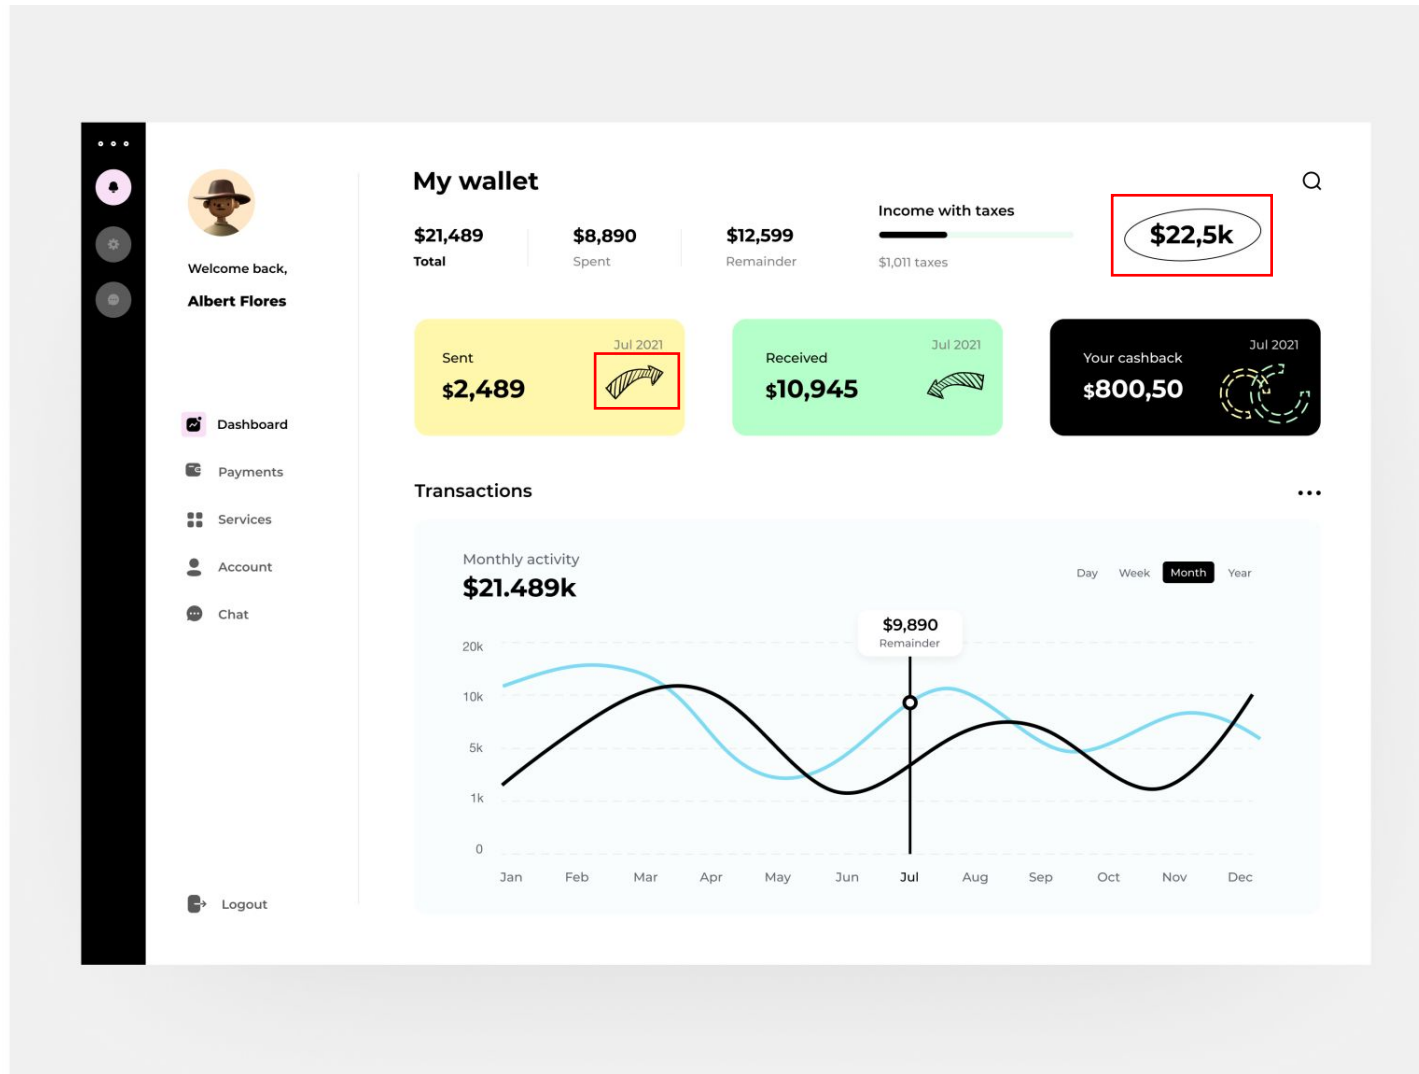 My wallet
$21,489
Total
$8,890
Spent
$12,599
Remainder
Income with taxes
$1,011 taxes
$22,5k
Welcome back,
Albert Flores
Dashboard
Payments
Services
Account
Chat
Logout
Jul 2021
Sent
$2,489
Jul 2021
Received
$10,945
Jul 2021
Your cashback
$800,50
Transactions
Monthly activity
$21.489k
Day Week Month Year
$9,890
Remainder
20k
10k
5k
1k
0
Jan Feb Mar Apr May Jun Jul Aug Sep Oct Nov Dec